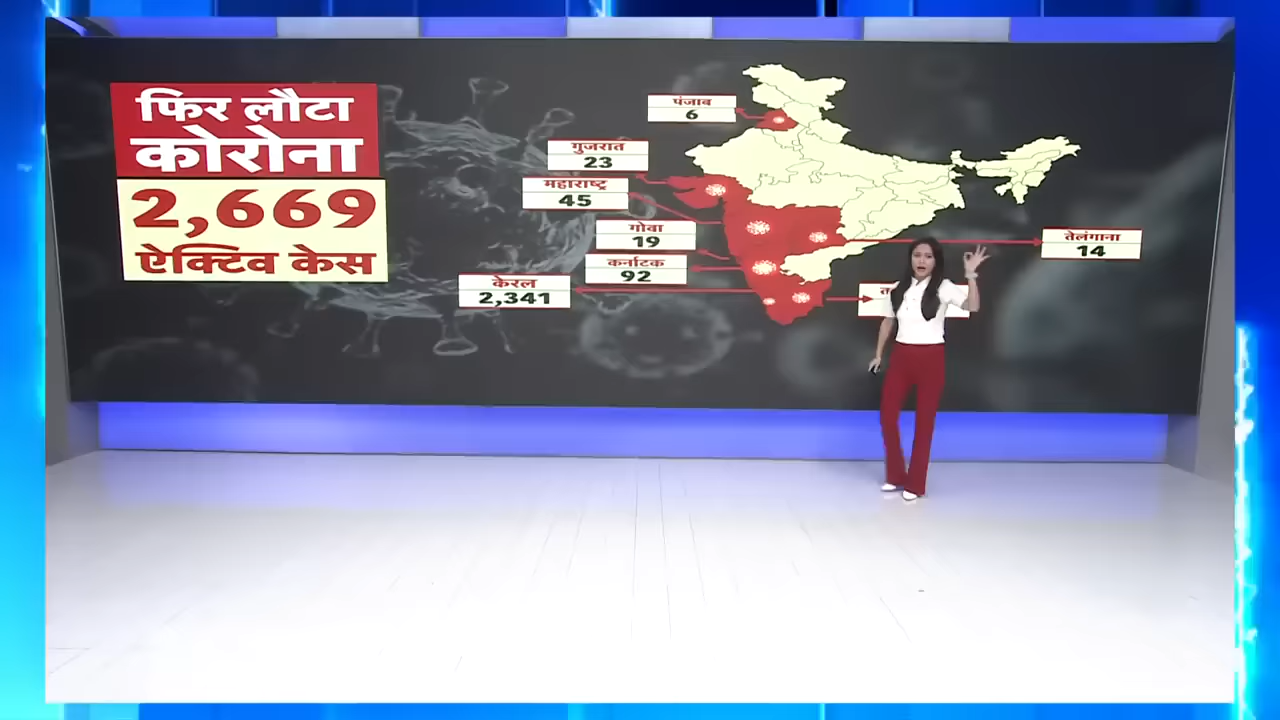 फिर लौटा
कोरोना
2,669
ऐक्टिव केस
पंजाब
6
गुजरात
23
महाराष्ट्र
45
गोवा
19
कर्नाटक
92
केरल
2,341
तेलंगाना
14